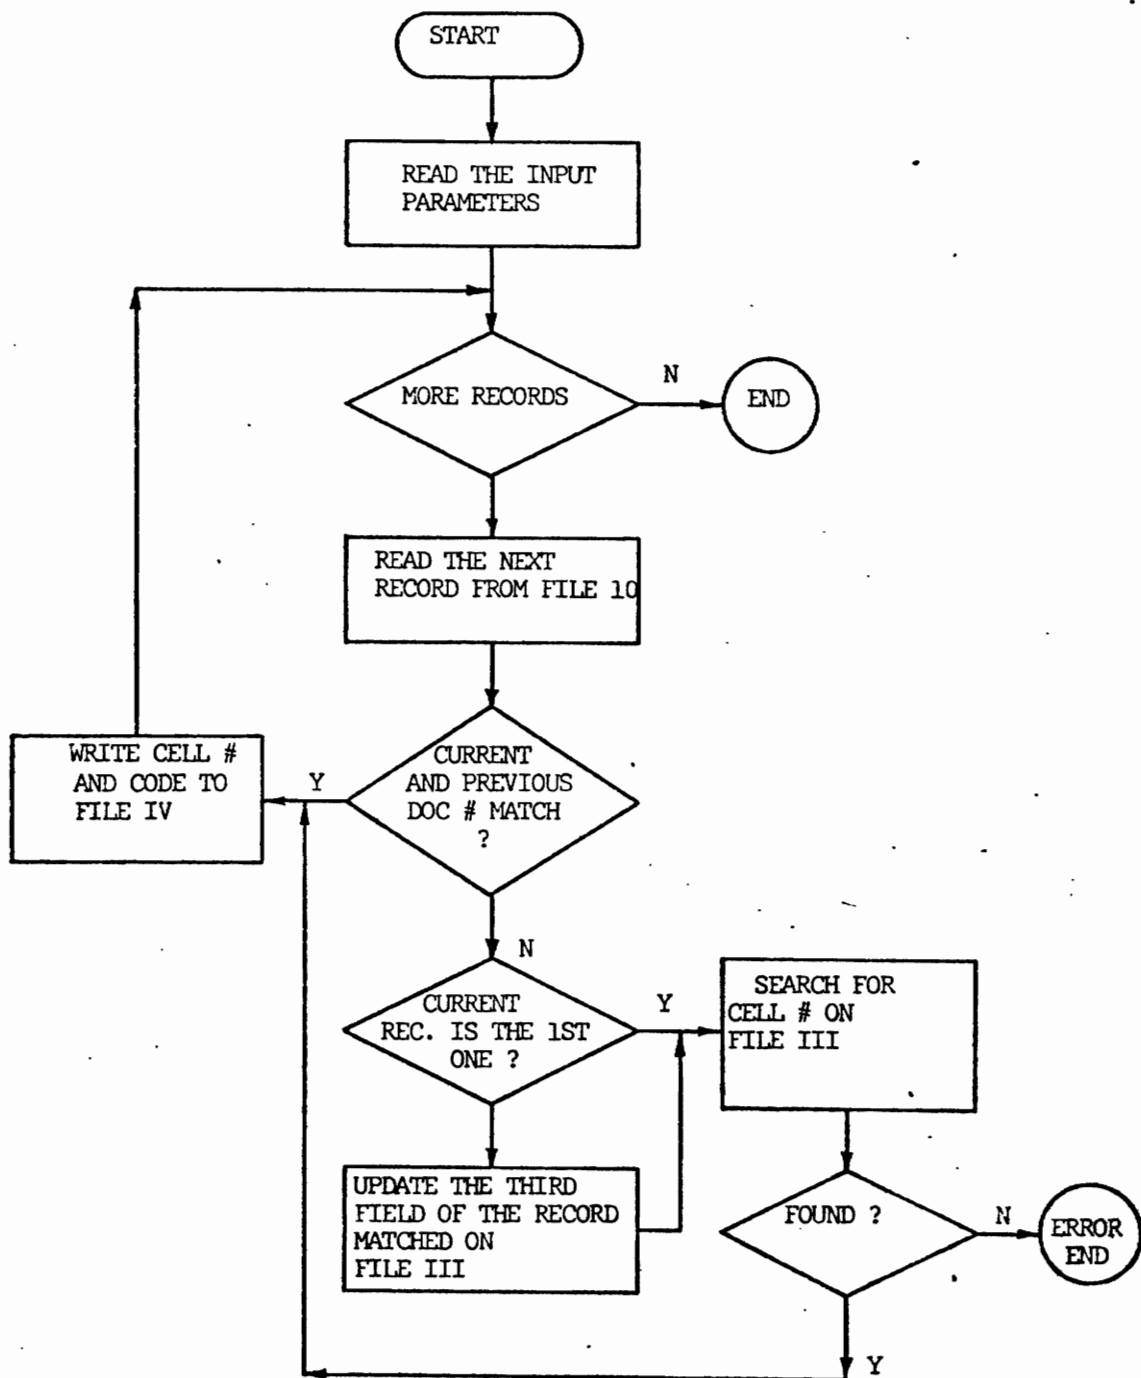 START
READ THE INPUT
PARAMETERS
MORE RECORDS
N
END
READ THE NEXT
RECORD FROM FILE 10
WRITE CELL #
AND CODE TO
FILE IV
Y
CURRENT
AND PREVIOUS
DOC # MATCH
?
N
CURRENT
REC. IS THE 1ST
ONE ?
Y
SEARCH FOR
CELL # ON
FILE III
UPDATE THE THIRD
FIELD OF THE RECORD
MATCHED ON
FILE III
FOUND ?
N
ERROR
END
Y